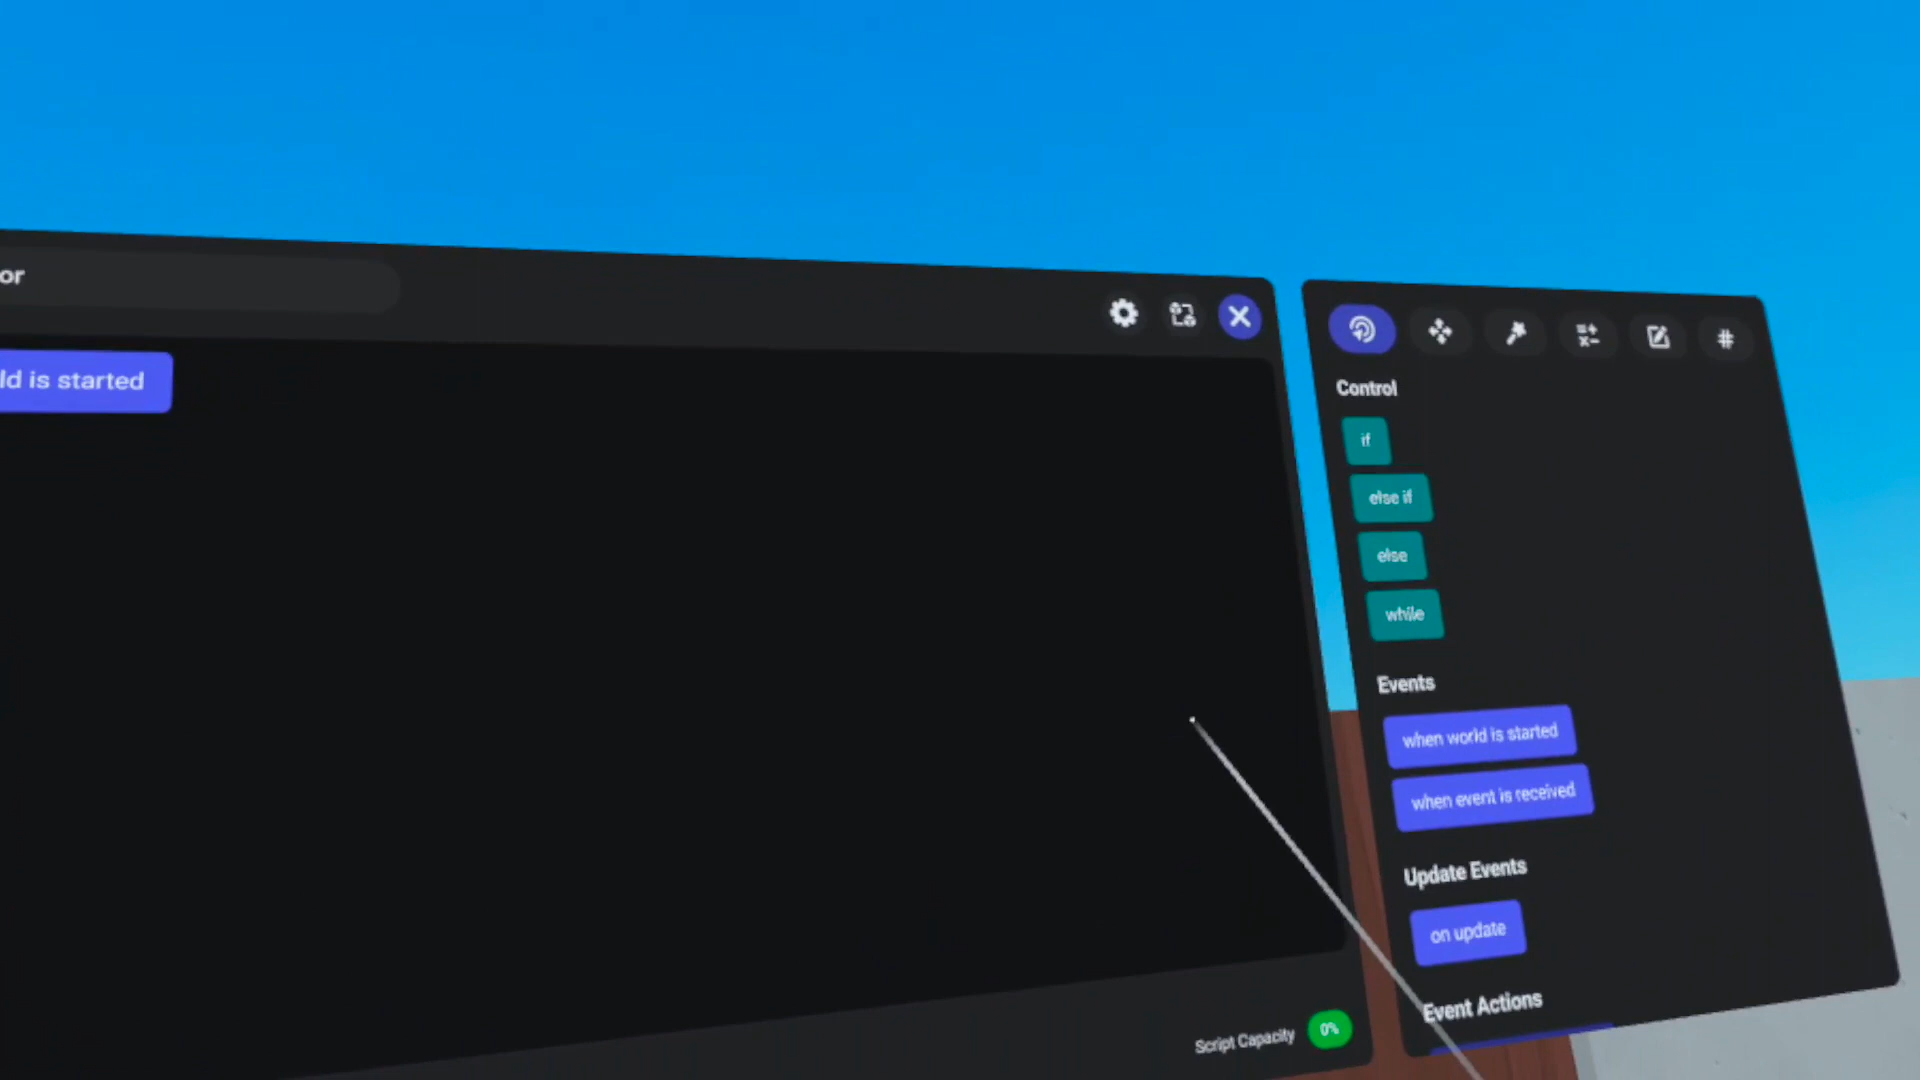 or
ld is started
Control
if
else if
else
while
Events
when world is started
when event is received
Update Events
on update
Event Actions
Script Capacity 0%